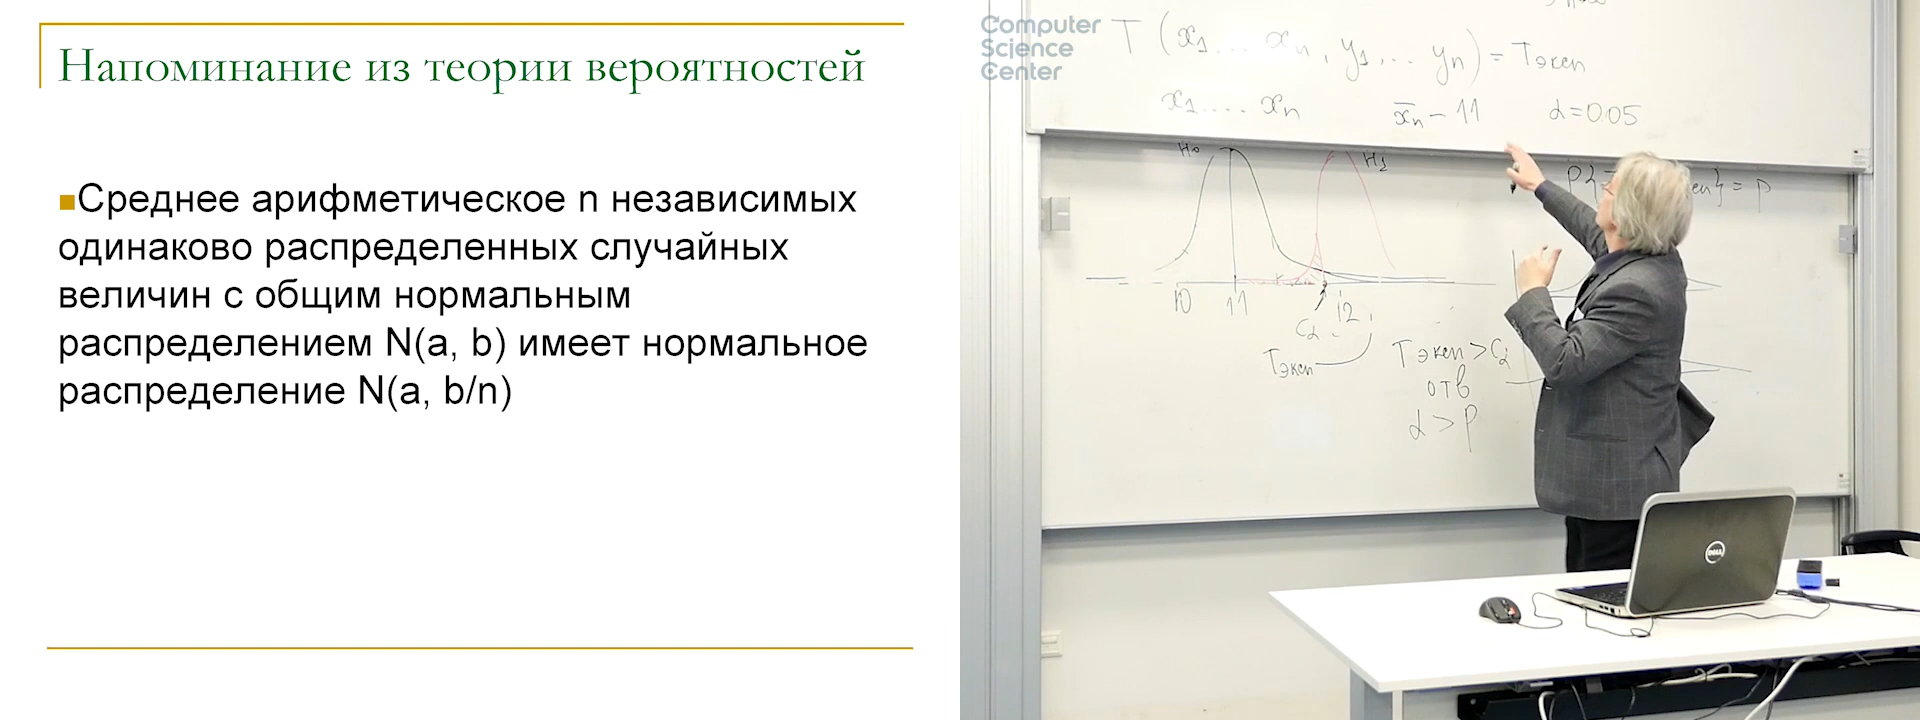 Напоминание из теории вероятностей
Среднее арифметическое n независимых
одинаково распределенных случайных
величин с общим нормальным
распределением N(a, b) имеет нормальное
распределение N(a, b/n)
Computer
Science
Center
T (x₁ ... xₙ, y₁ ... yₙ) = Tэксп
x₁ .... xₙ x̄ₙ - 11 α = 0.05
H₀ H₁
P{ } = p
10 11 12
Cα
Tэксп
Tэксп > Cα
отв
α > P
DELL